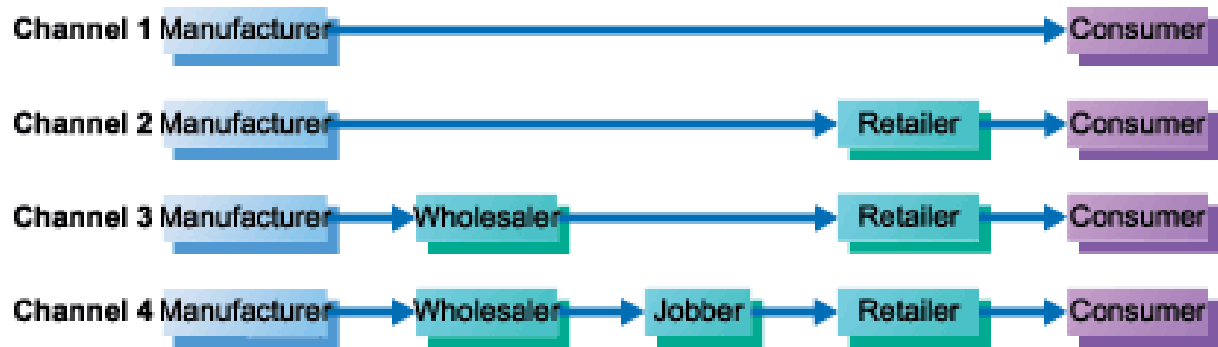 Channel 1 Manufacturer Consumer
Channel 2 Manufacturer Retailer Consumer
Channel 3 Manufacturer Wholesaler Retailer Consumer
Channel 4 Manufacturer Wholesaler Jobber Retailer Consumer